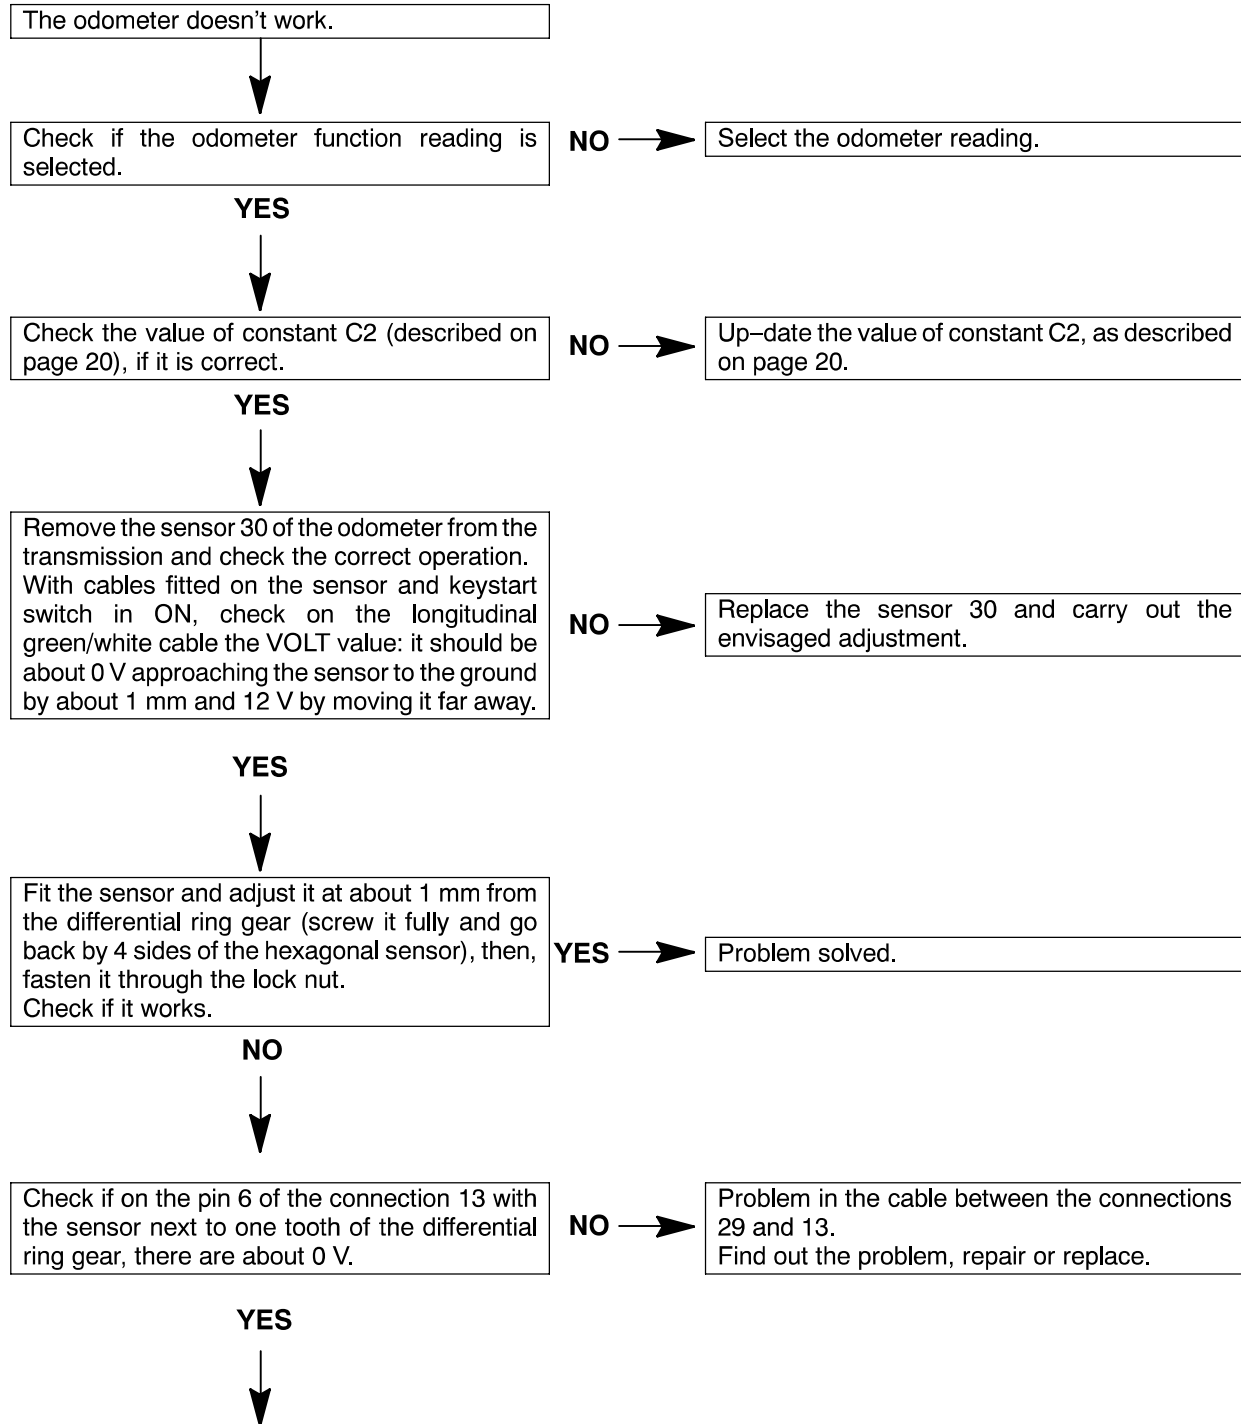 The odometer doesn't work.
Check if the odometer function reading is
selected.
NO
Select the odometer reading.
YES
Check the value of constant C2 (described on
page 20), if it is correct.
NO
Up–date the value of constant C2, as described
on page 20.
YES
Remove the sensor 30 of the odometer from the
transmission and check the correct operation.
With cables fitted on the sensor and keystart
switch in ON, check on the longitudinal
green/white cable the VOLT value: it should be
about 0 V approaching the sensor to the ground
by about 1 mm and 12 V by moving it far away.
NO
Replace the sensor 30 and carry out the
envisaged adjustment.
YES
Fit the sensor and adjust it at about 1 mm from
the differential ring gear (screw it fully and go
back by 4 sides of the hexagonal sensor), then,
fasten it through the lock nut.
Check if it works.
YES
Problem solved.
NO
Check if on the pin 6 of the connection 13 with
the sensor next to one tooth of the differential
ring gear, there are about 0 V.
NO
Problem in the cable between the connections
29 and 13.
Find out the problem, repair or replace.
YES